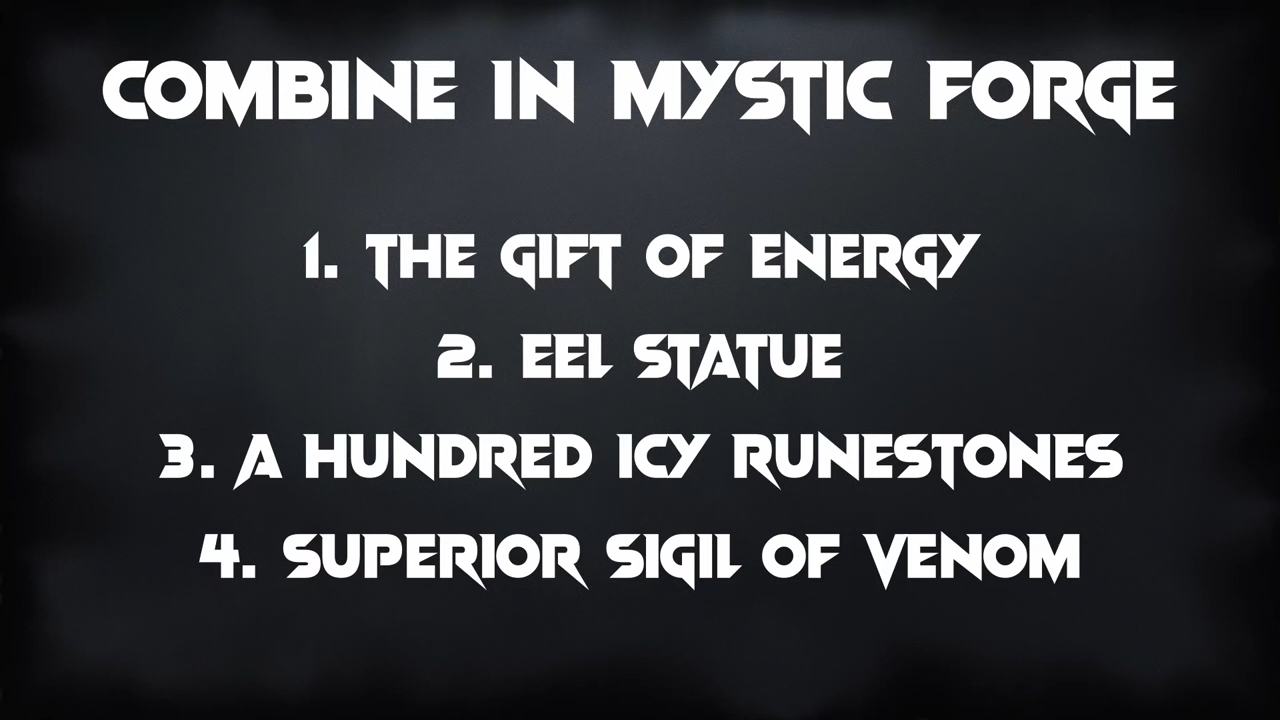 COMBINE IN MYSTIC FORGE
1. THE GIFT OF ENERGY
2. EEL STATUE
3. A HUNDRED ICY RUNESTONES
4. SUPERIOR SIGIL OF VENOM